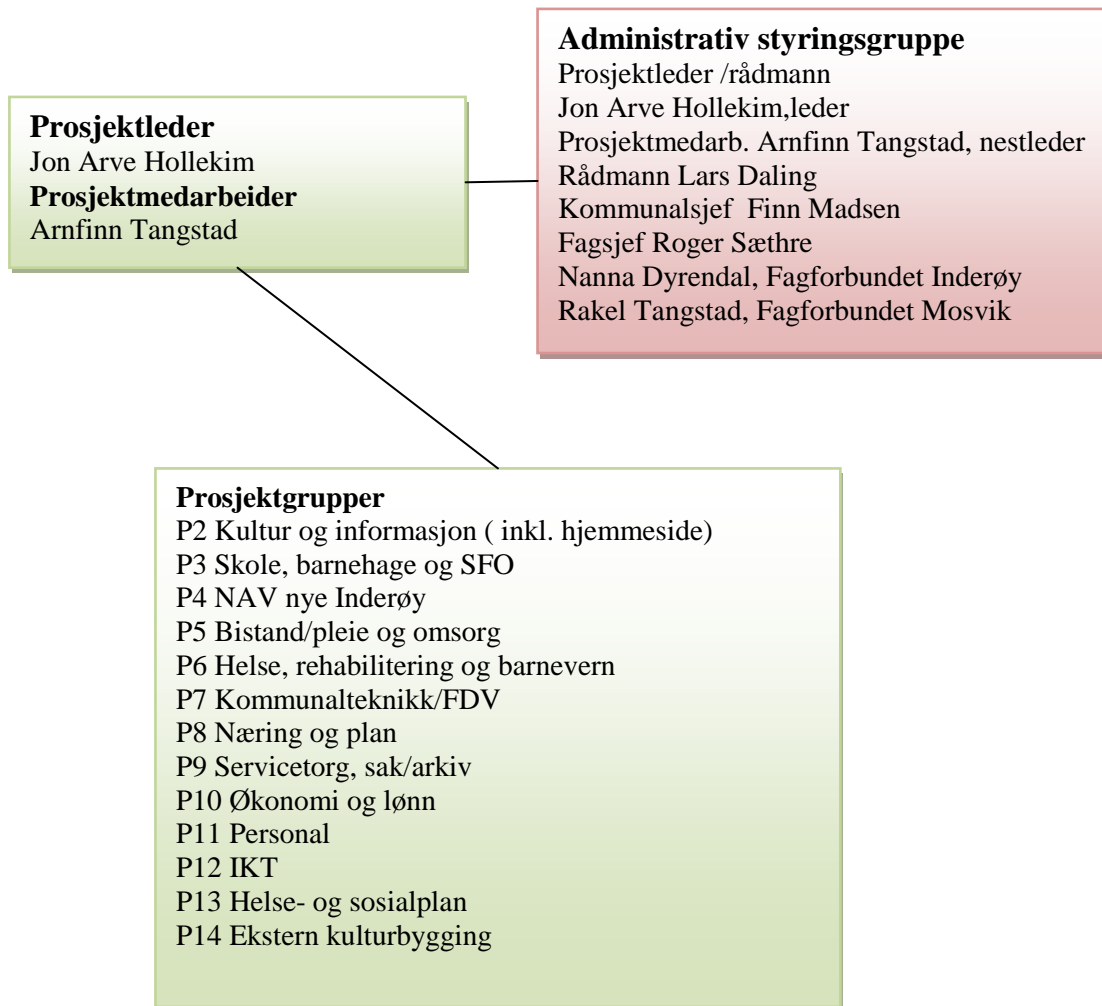 Prosjektleder
Jon Arve Hollekim
Prosjektmedarbeider
Arnfinn Tangstad
Administrativ styringsgruppe
Prosjektleder /rådmann
Jon Arve Hollekim,leder
Prosjektmedarb. Arnfinn Tangstad, nestleder
Rådmann Lars Daling
Kommunalsjef  Finn Madsen
Fagsjef Roger Sæthre
Nanna Dyrendal, Fagforbundet Inderøy
Rakel Tangstad, Fagforbundet Mosvik
Prosjektgrupper
P2 Kultur og informasjon ( inkl. hjemmeside)
P3 Skole, barnehage og SFO
P4 NAV nye Inderøy
P5 Bistand/pleie og omsorg
P6 Helse, rehabilitering og barnevern
P7 Kommunalteknikk/FDV
P8 Næring og plan
P9 Servicetorg, sak/arkiv
P10 Økonomi og lønn
P11 Personal
P12 IKT
P13 Helse- og sosialplan
P14 Ekstern kulturbygging